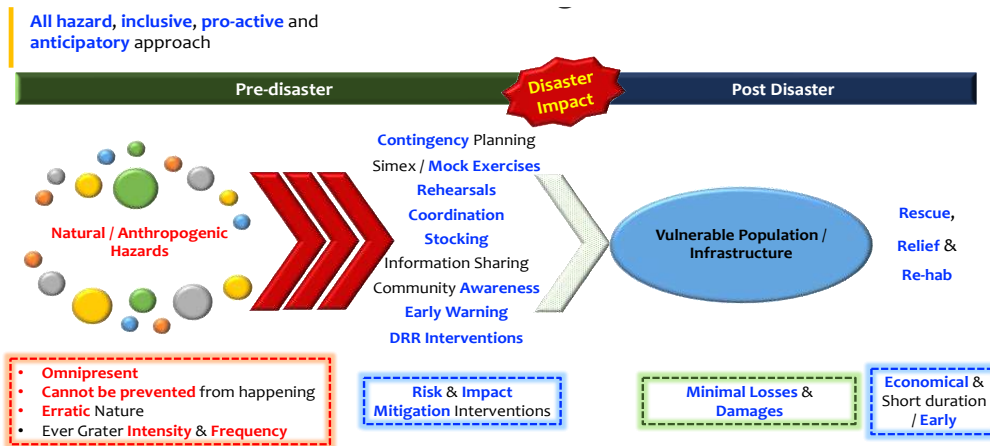 All hazard, inclusive, pro-active and
anticipatory approach
Pre-disaster
Disaster
Impact
Post Disaster
Natural / Anthropogenic
Hazards
Contingency Planning
Simex / Mock Exercises
Rehearsals
Coordination
Stocking
Information Sharing
Community Awareness
Early Warning
DRR Interventions
Vulnerable Population /
Infrastructure
Rescue,
Relief &
Re-hab
• Omnipresent
• Cannot be prevented from happening
• Erratic Nature
• Ever Grater Intensity & Frequency
Risk & Impact
Mitigation Interventions
Minimal Losses &
Damages
Economical &
Short duration
/ Early